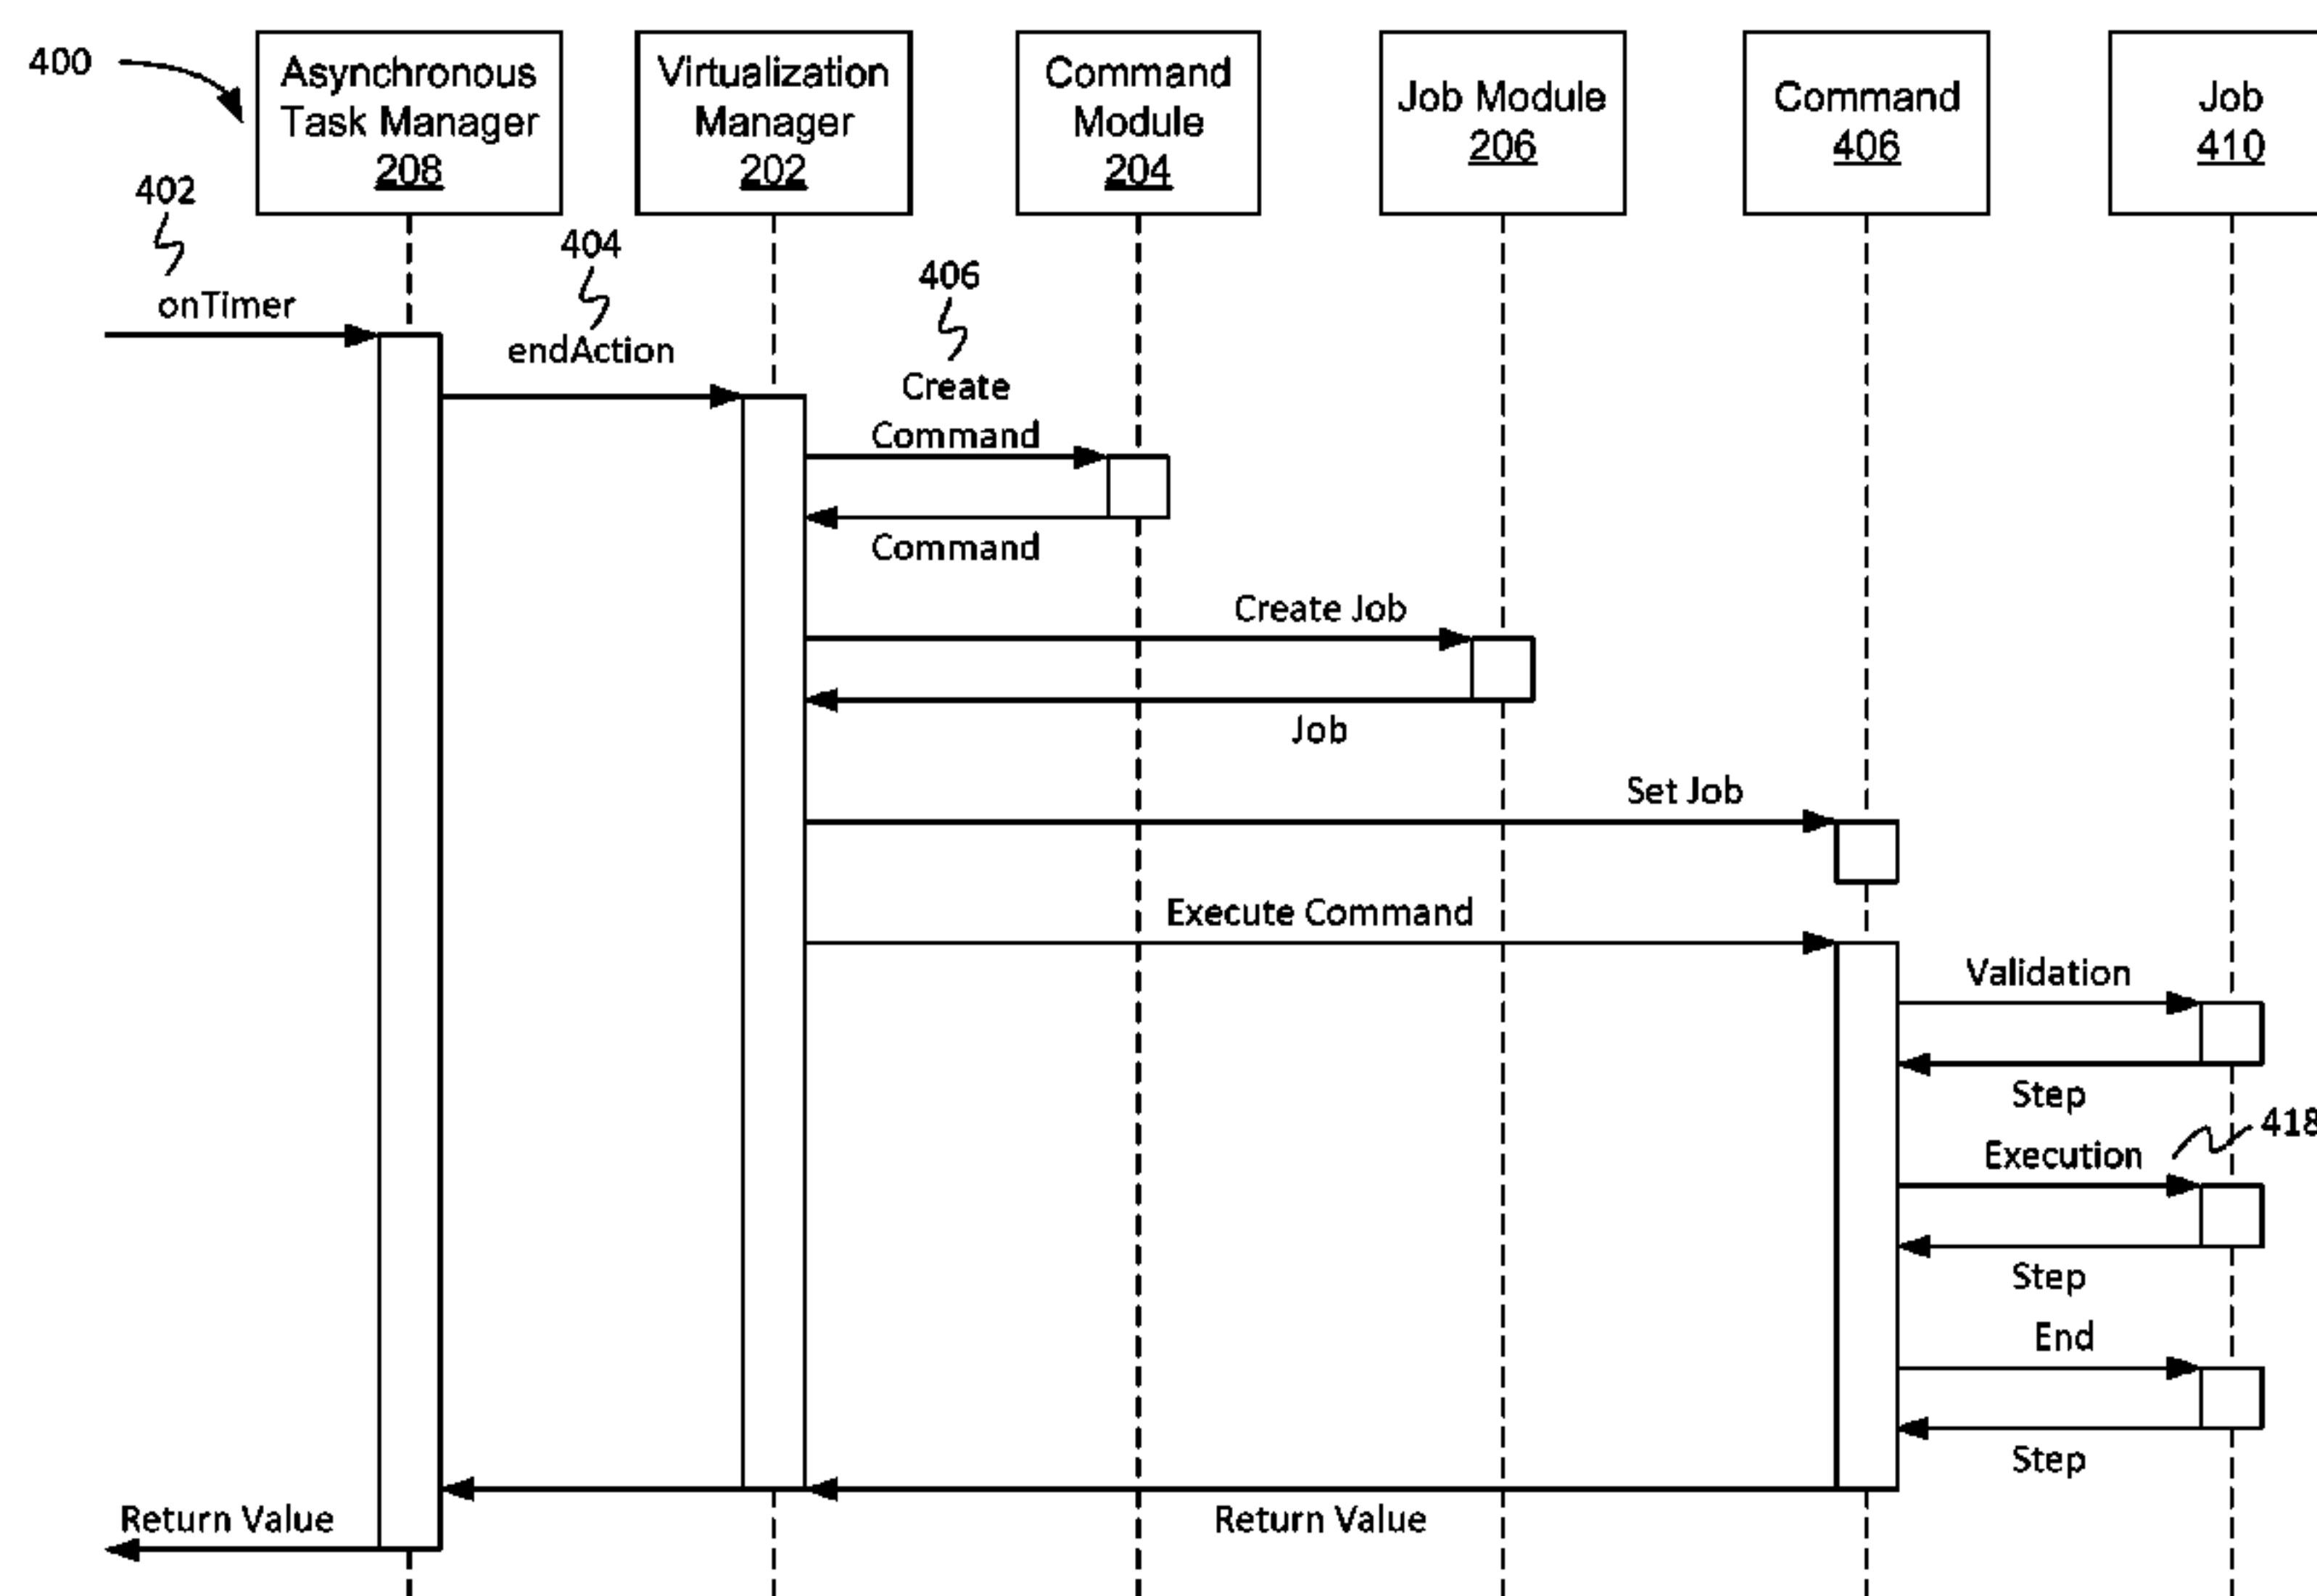 400
Asynchronous
Task Manager
208
Virtualization
Manager
202
Command
Module
204
Job Module
206
Command
406
Job
410
402
onTimer
404
endAction
406
Create
Command
Command
Create Job
Job
Set Job
Execute Command
Validation
Step
418
Execution
Step
End
Step
Return Value
Return Value